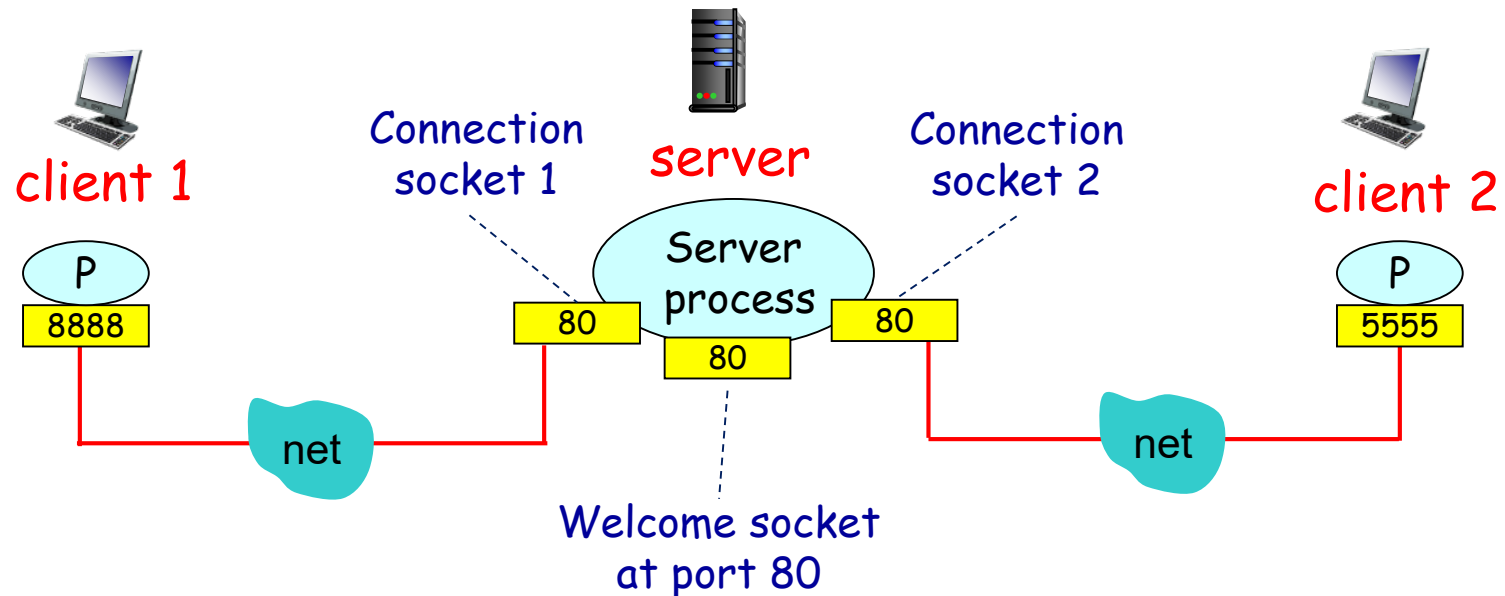 Connection
socket 1
server
Connection
socket 2
client 1
client 2
P
8888
Server
process
80
80
80
P
5555
net
net
Welcome socket
at port 80